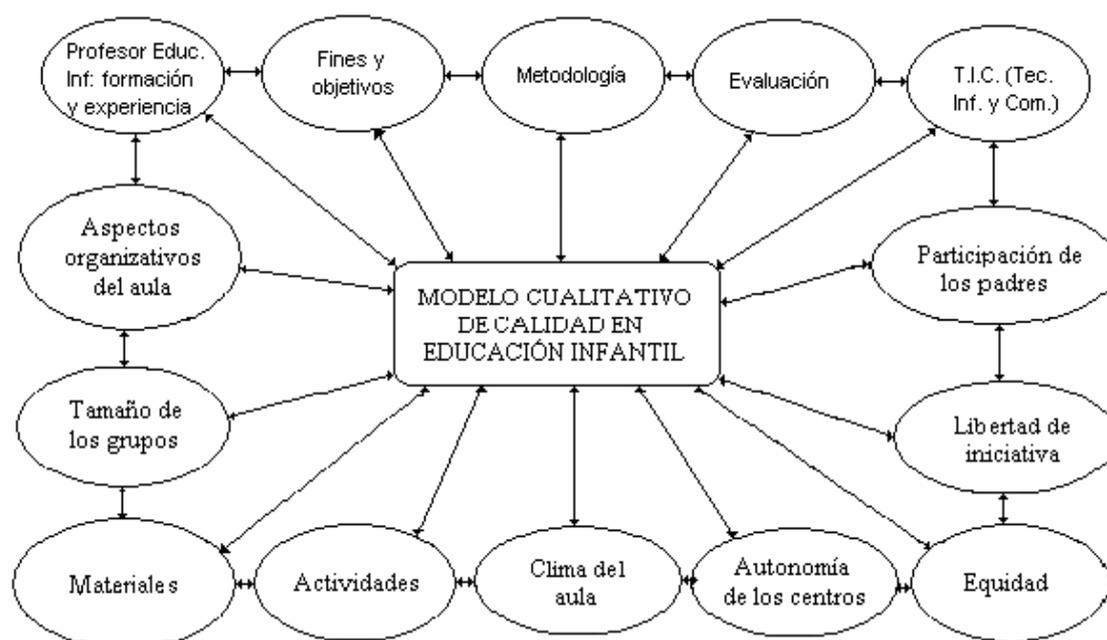 Profesor Educ.
Inf: formación
y experiencia
Fines y
objetivos
Metodología
Evaluación
T.I.C. (Tec.
Inf. y Com.)
Aspectos
organizativos
del aula
Participación de
los padres
MODELO CUALITATIVO
DE CALIDAD EN
EDUCACIÓN INFANTIL
Tamaño de
los grupos
Libertad de
iniciativa
Materiales
Actividades
Clima del
aula
Autonomía
de los centros
Equidad